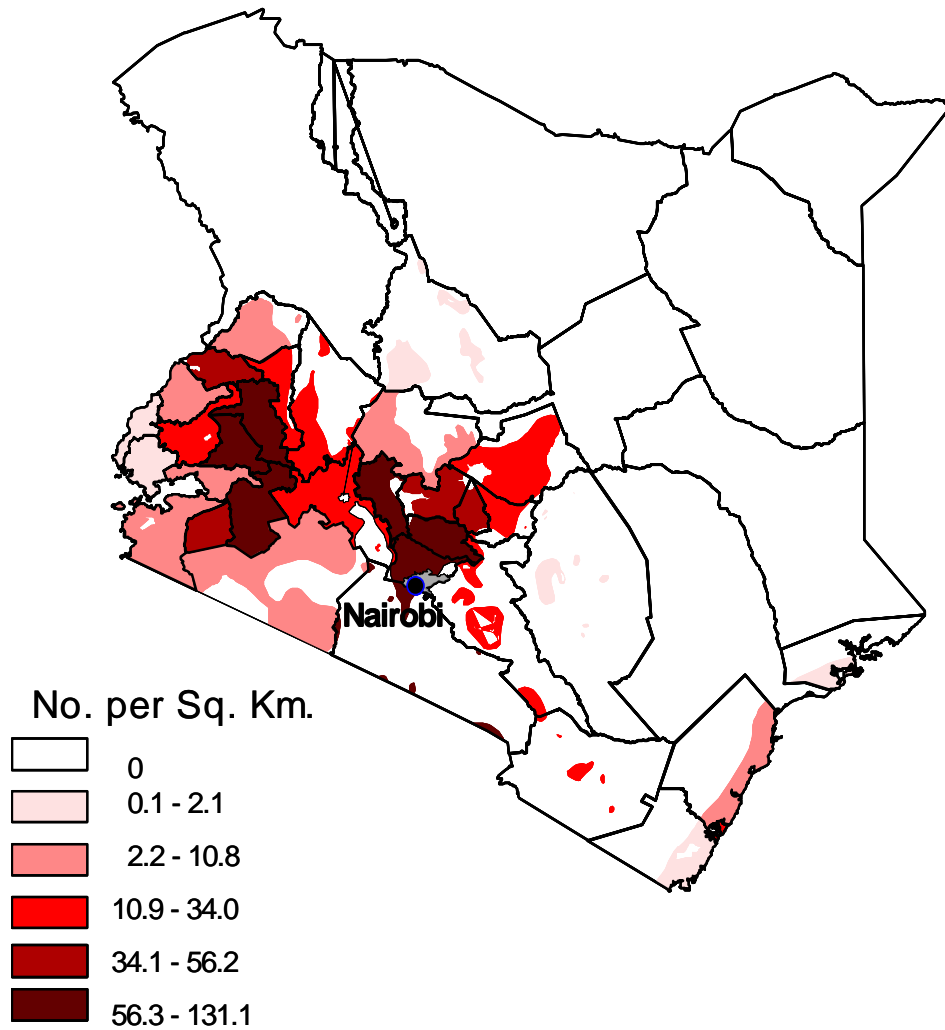 Nairobi
No. per Sq. Km.
0
0.1 - 2.1
2.2 - 10.8
10.9 - 34.0
34.1 - 56.2
56.3 - 131.1